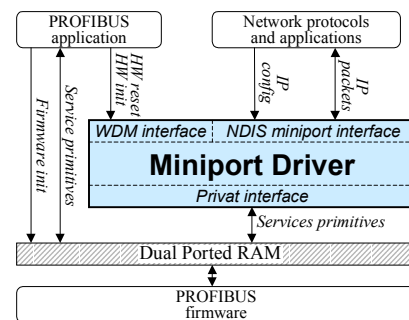 PROFIBUS
application
Network protocols
and applications
Firmware init
Service primitives
HW reset
HW init
IP
config
IP
packets
WDM interface
NDIS miniport interface
Miniport Driver
Privat interface
Services primitives
Dual Ported RAM
PROFIBUS
firmware